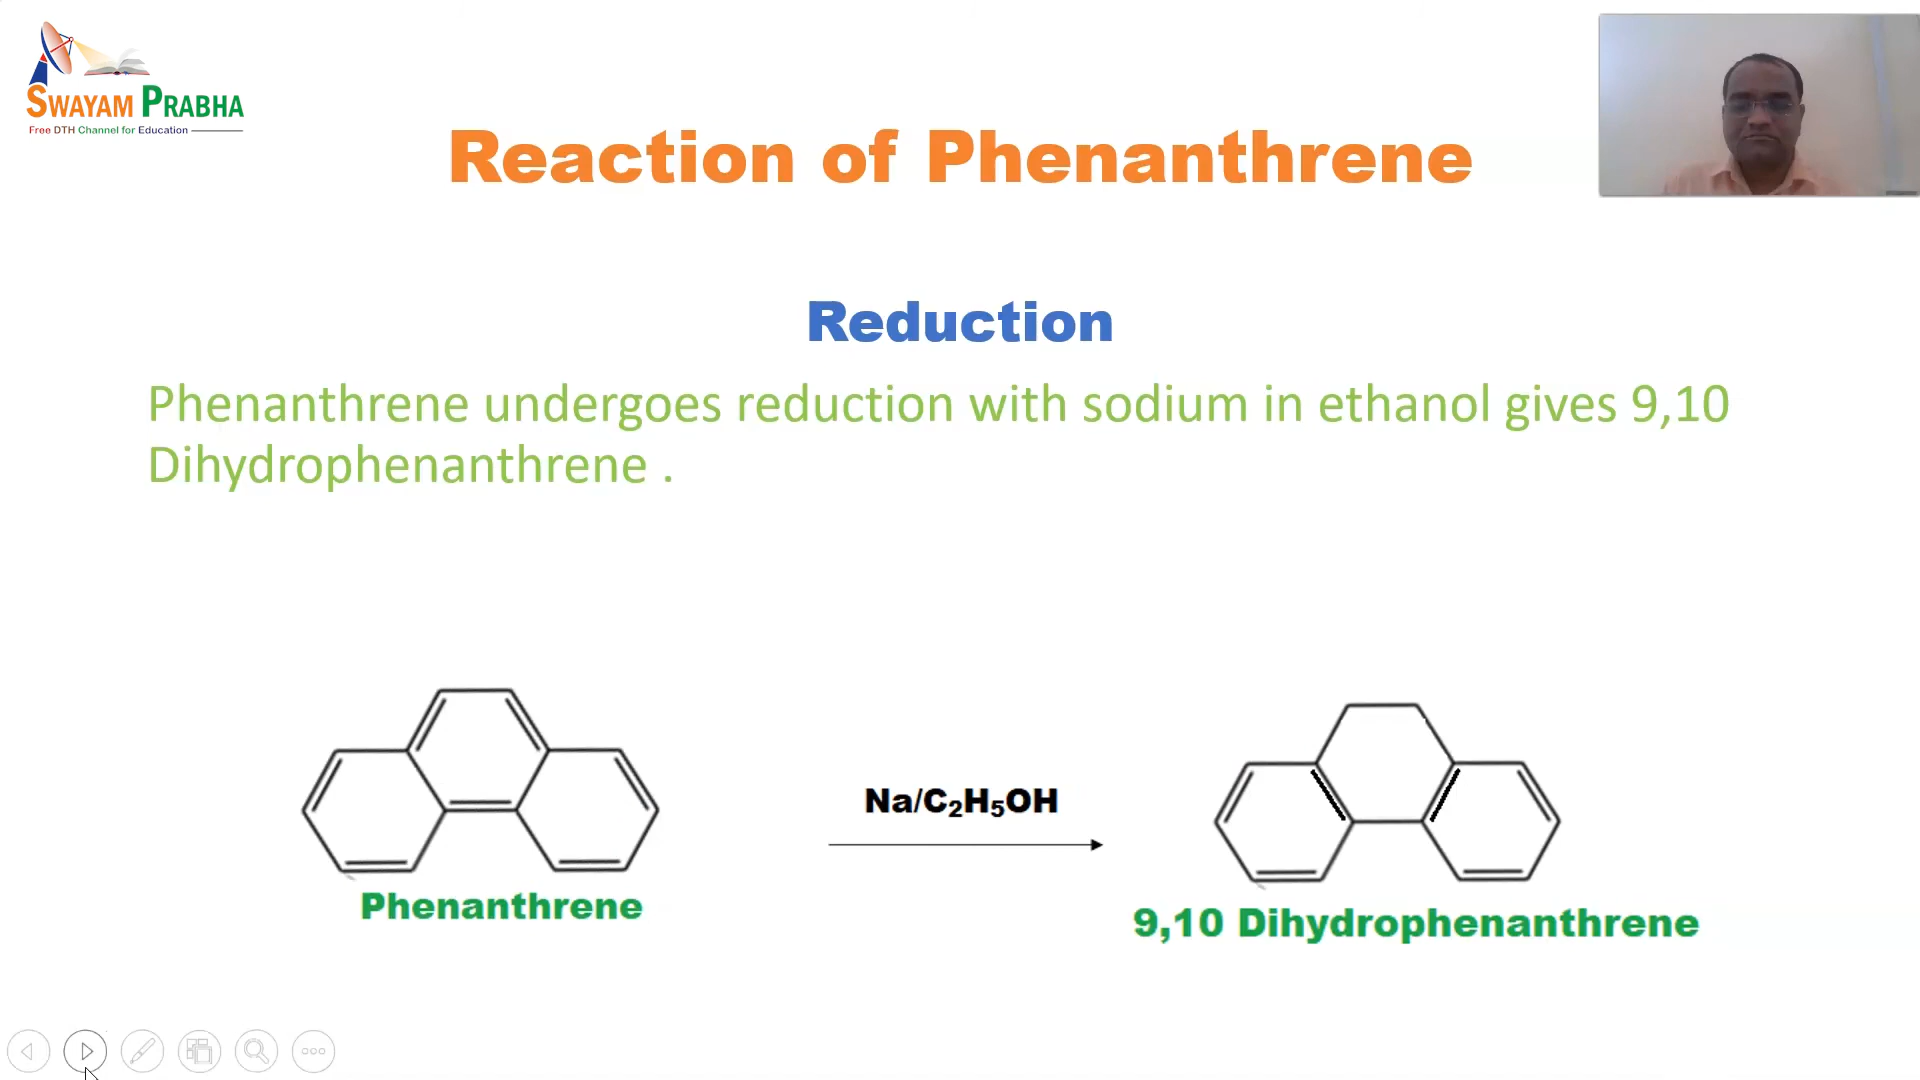 SWAYAM PRABHA
Free DTH Channel for Education
Reaction of Phenanthrene
Reduction
Phenanthrene undergoes reduction with sodium in ethanol gives 9,10
Dihydrophenanthrene .
Na/C₂H₅OH
Phenanthrene
9,10 Dihydrophenanthrene